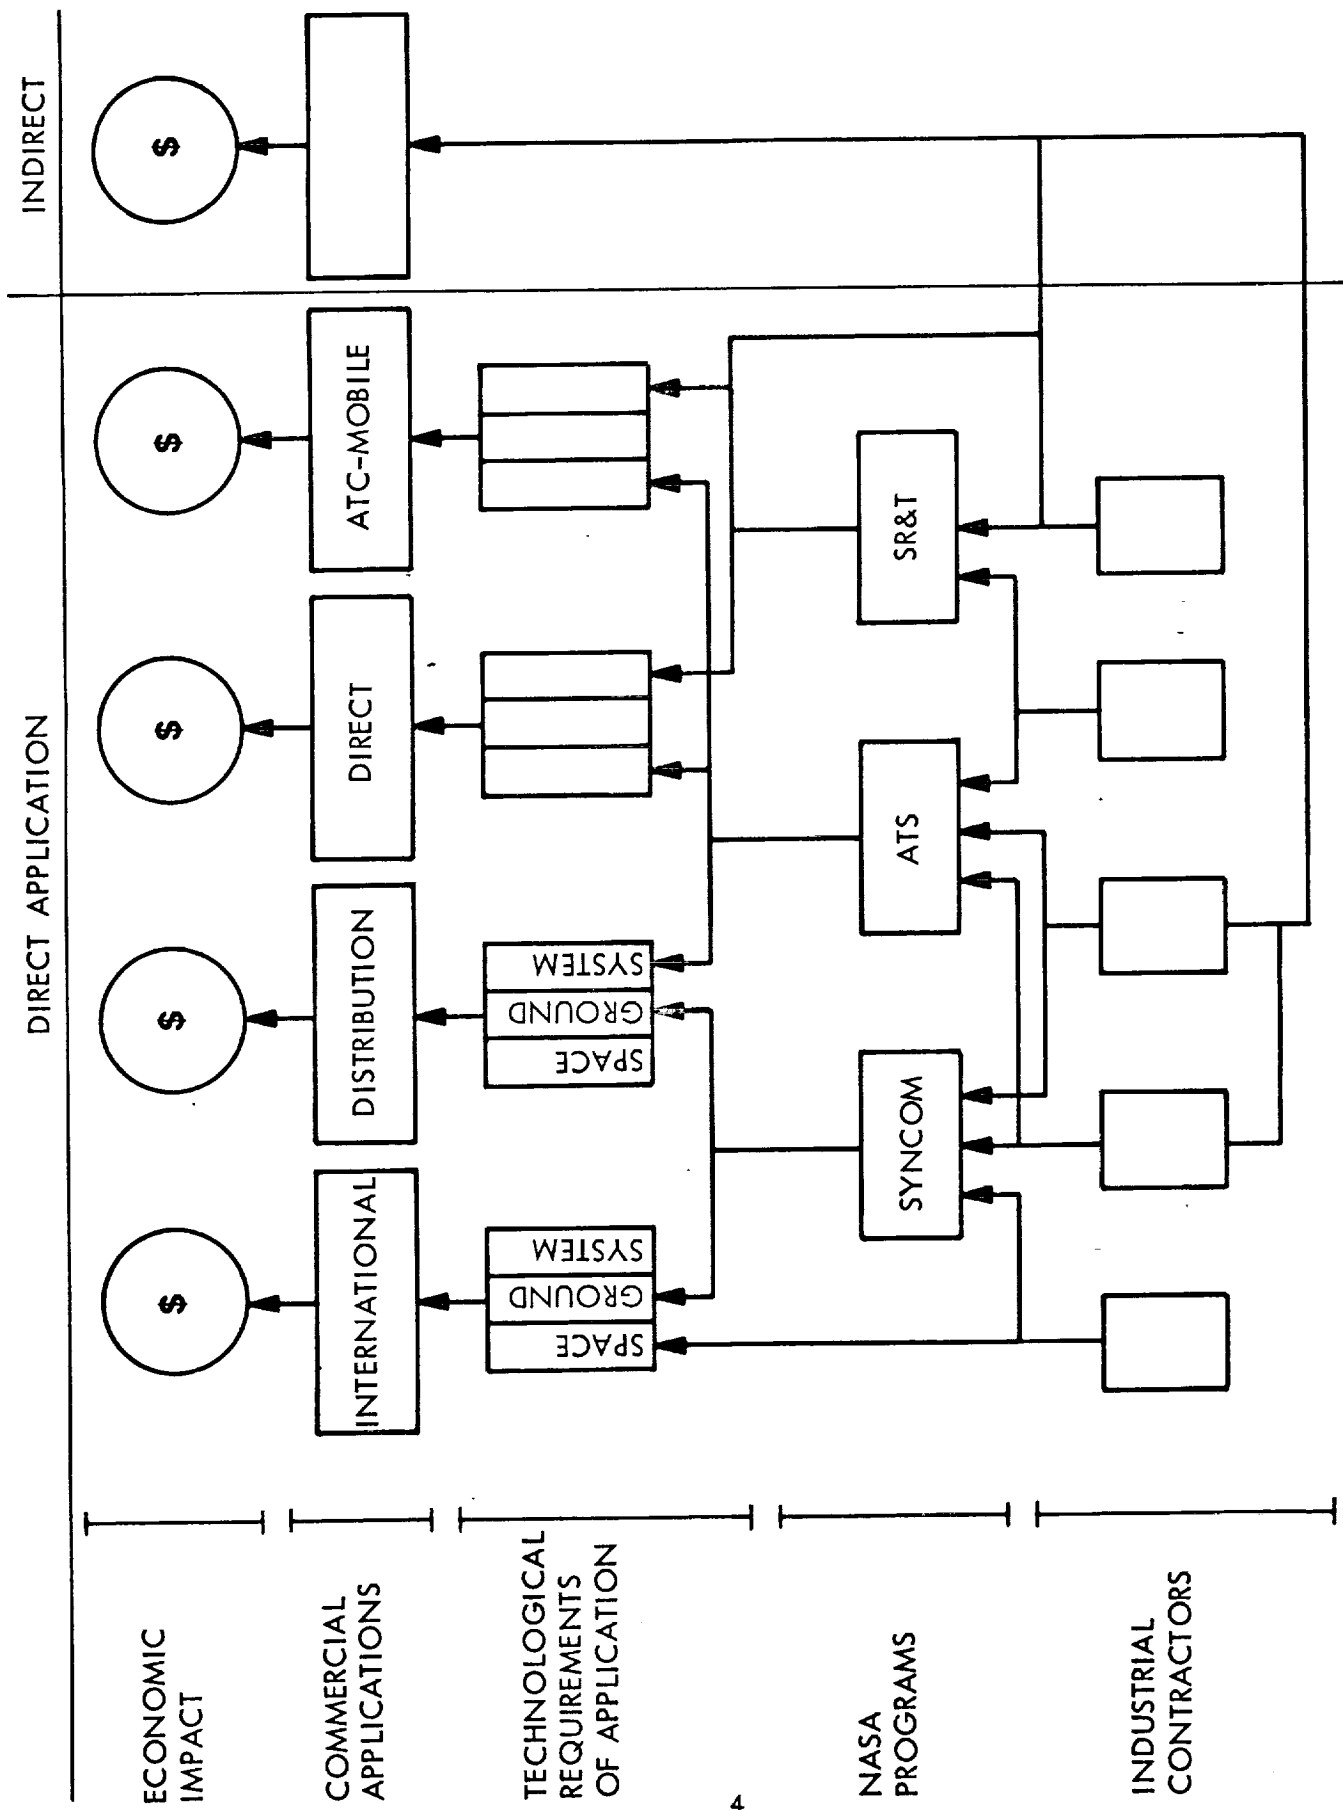 DIRECT APPLICATION
INDIRECT
ECONOMIC
IMPACT
$
$
$
$
$
COMMERCIAL
APPLICATIONS
INTERNATIONAL
DISTRIBUTION
DIRECT
ATC-MOBILE
TECHNOLOGICAL
REQUIREMENTS
OF APPLICATION
SPACE
GROUND
SYSTEM
SPACE
GROUND
SYSTEM
NASA
PROGRAMS
SYNCOM
ATS
SR&T
INDUSTRIAL
CONTRACTORS
4